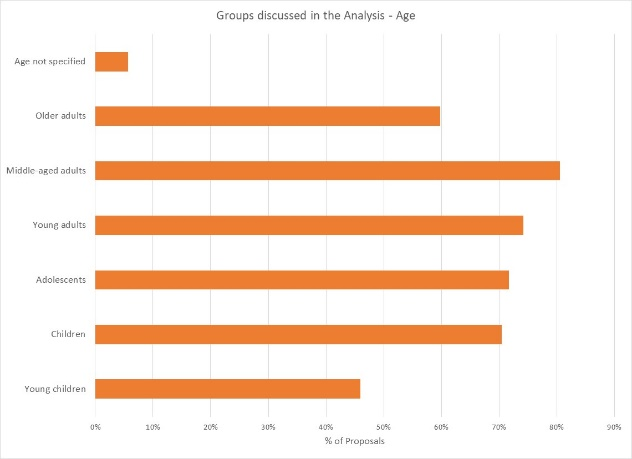 Groups discussed in the Analysis - Age
Age not specified
Older adults
Middle-aged adults
Young adults
Adolescents
Children
Young children
0% 10% 20% 30% 40% 50% 60% 70% 80% 90%
% of Proposals